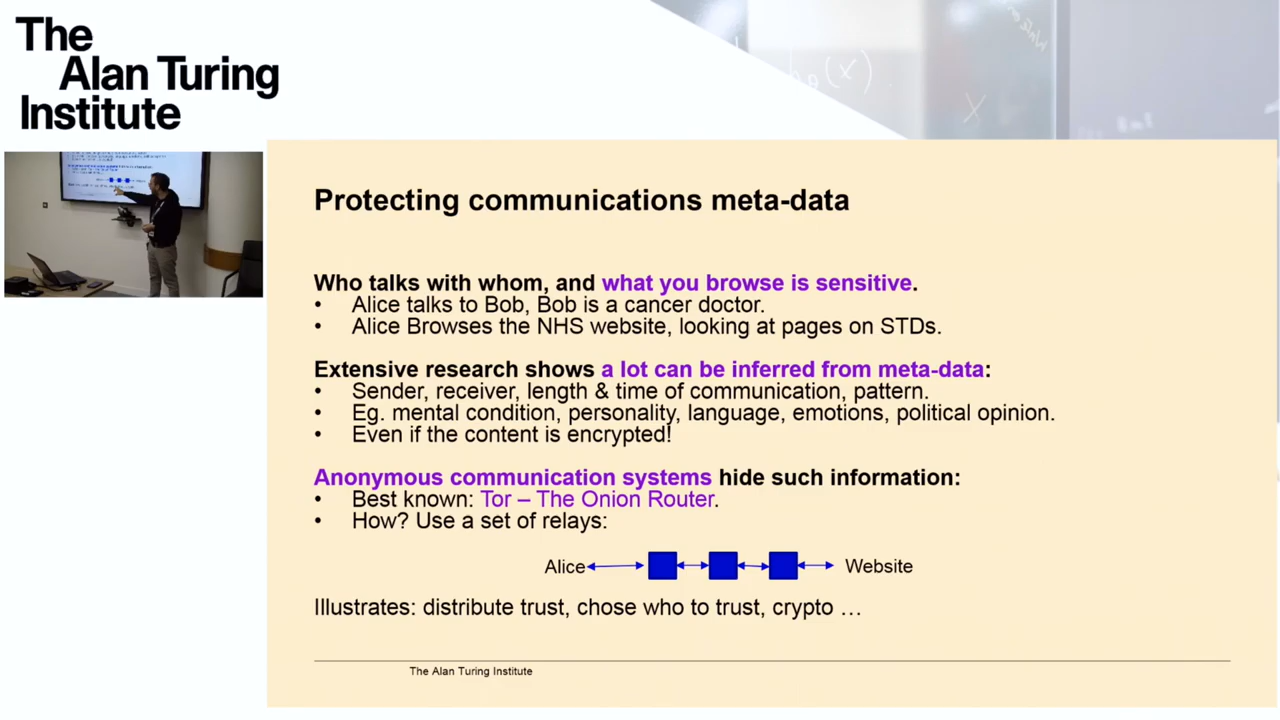 The
Alan Turing
Institute
Protecting communications meta-data
Who talks with whom, and what you browse is sensitive.
• Alice talks to Bob, Bob is a cancer doctor.
• Alice Browses the NHS website, looking at pages on STDs.
Extensive research shows a lot can be inferred from meta-data:
• Sender, receiver, length & time of communication, pattern.
• Eg. mental condition, personality, language, emotions, political opinion.
• Even if the content is encrypted!
Anonymous communication systems hide such information:
• Best known: Tor – The Onion Router.
• How? Use a set of relays:
Alice Website
Illustrates: distribute trust, chose who to trust, crypto …
The Alan Turing Institute